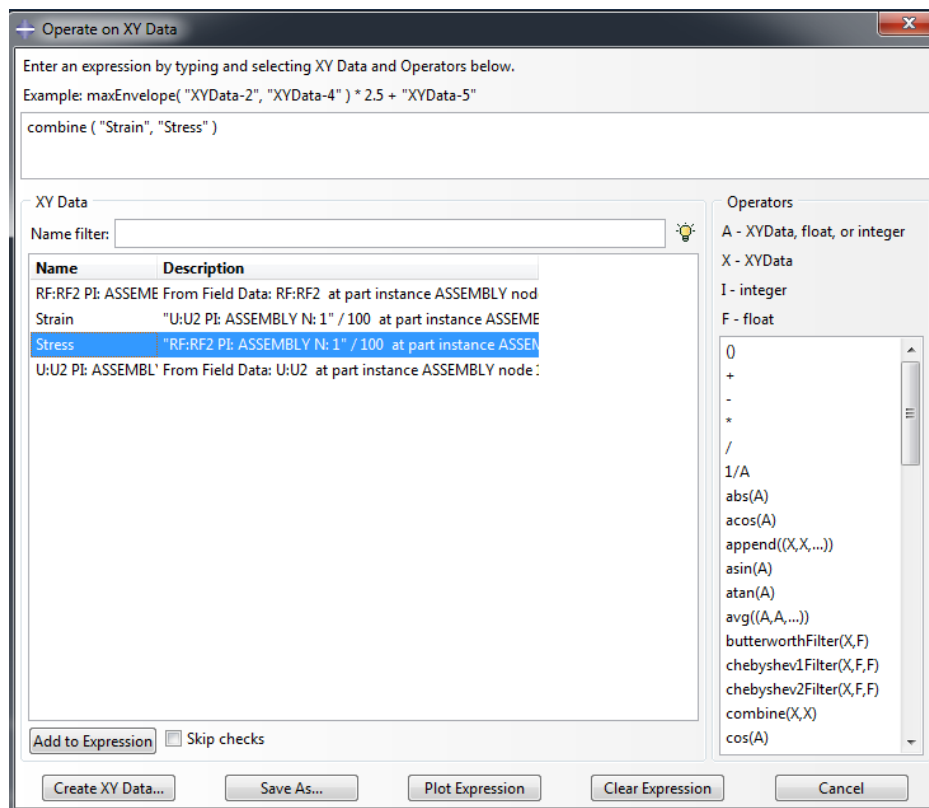 Operate on XY Data
Enter an expression by typing and selecting XY Data and Operators below.
Example: maxEnvelope( "XYData-2", "XYData-4" ) * 2.5 + "XYData-5"
combine ( "Strain", "Stress" )
XY Data
Name filter:
Name Description
RF:RF2 PI: ASSEME From Field Data: RF:RF2 at part instance ASSEMBLY nod
Strain "U:U2 PI: ASSEMBLY N: 1" / 100 at part instance ASSEME
Stress "RF:RF2 PI: ASSEMBLY N: 1" / 100 at part instance ASSEN
U:U2 PI: ASSEMBL' From Field Data: U:U2 at part instance ASSEMBLY node 1
Add to Expression
Skip checks
Operators
A - XYData, float, or integer
X - XYData
I - integer
F - float
()
+
-
*
/
1/A
abs(A)
acos(A)
append((X,X,...))
asin(A)
atan(A)
avg((A,A,...))
butterworthFilter(X,F)
chebyshev1Filter(X,F,F)
chebyshev2Filter(X,F,F)
combine(X,X)
cos(A)
Create XY Data...
Save As...
Plot Expression
Clear Expression
Cancel